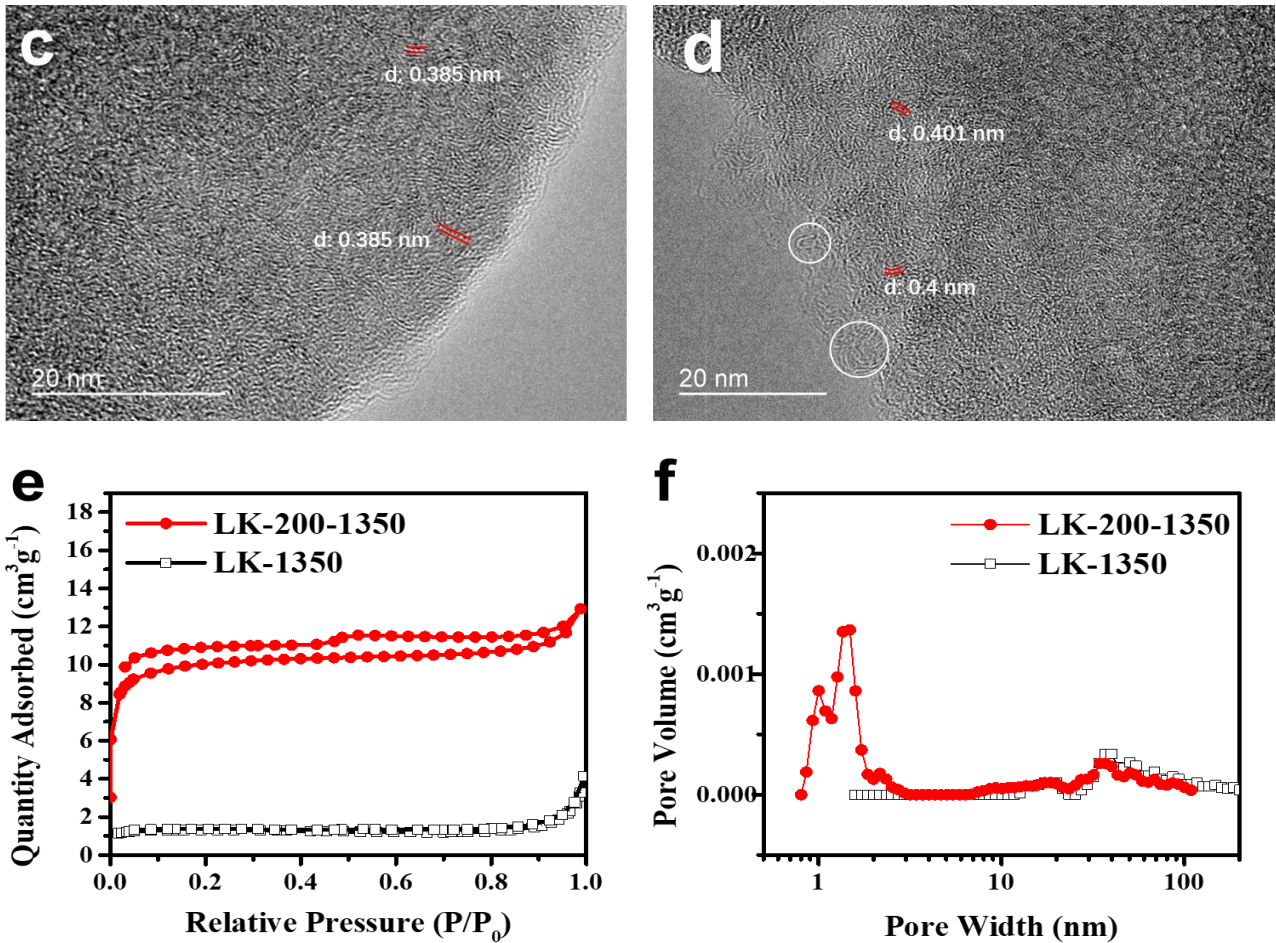 c
d: 0.385 nm
d: 0.385 nm
20 nm
d
d: 0.401 nm
d: 0.4 nm
20 nm
e
LK-200-1350
LK-1350
Quantity Adsorbed (cm³g⁻¹)
18
16
14
12
10
8
6
4
2
0
0.0 0.2 0.4 0.6 0.8 1.0
Relative Pressure (P/P₀)
f
LK-200-1350
LK-1350
Pore Volume (cm³g⁻¹)
0.002
0.001
0.000
1 10 100
Pore Width (nm)